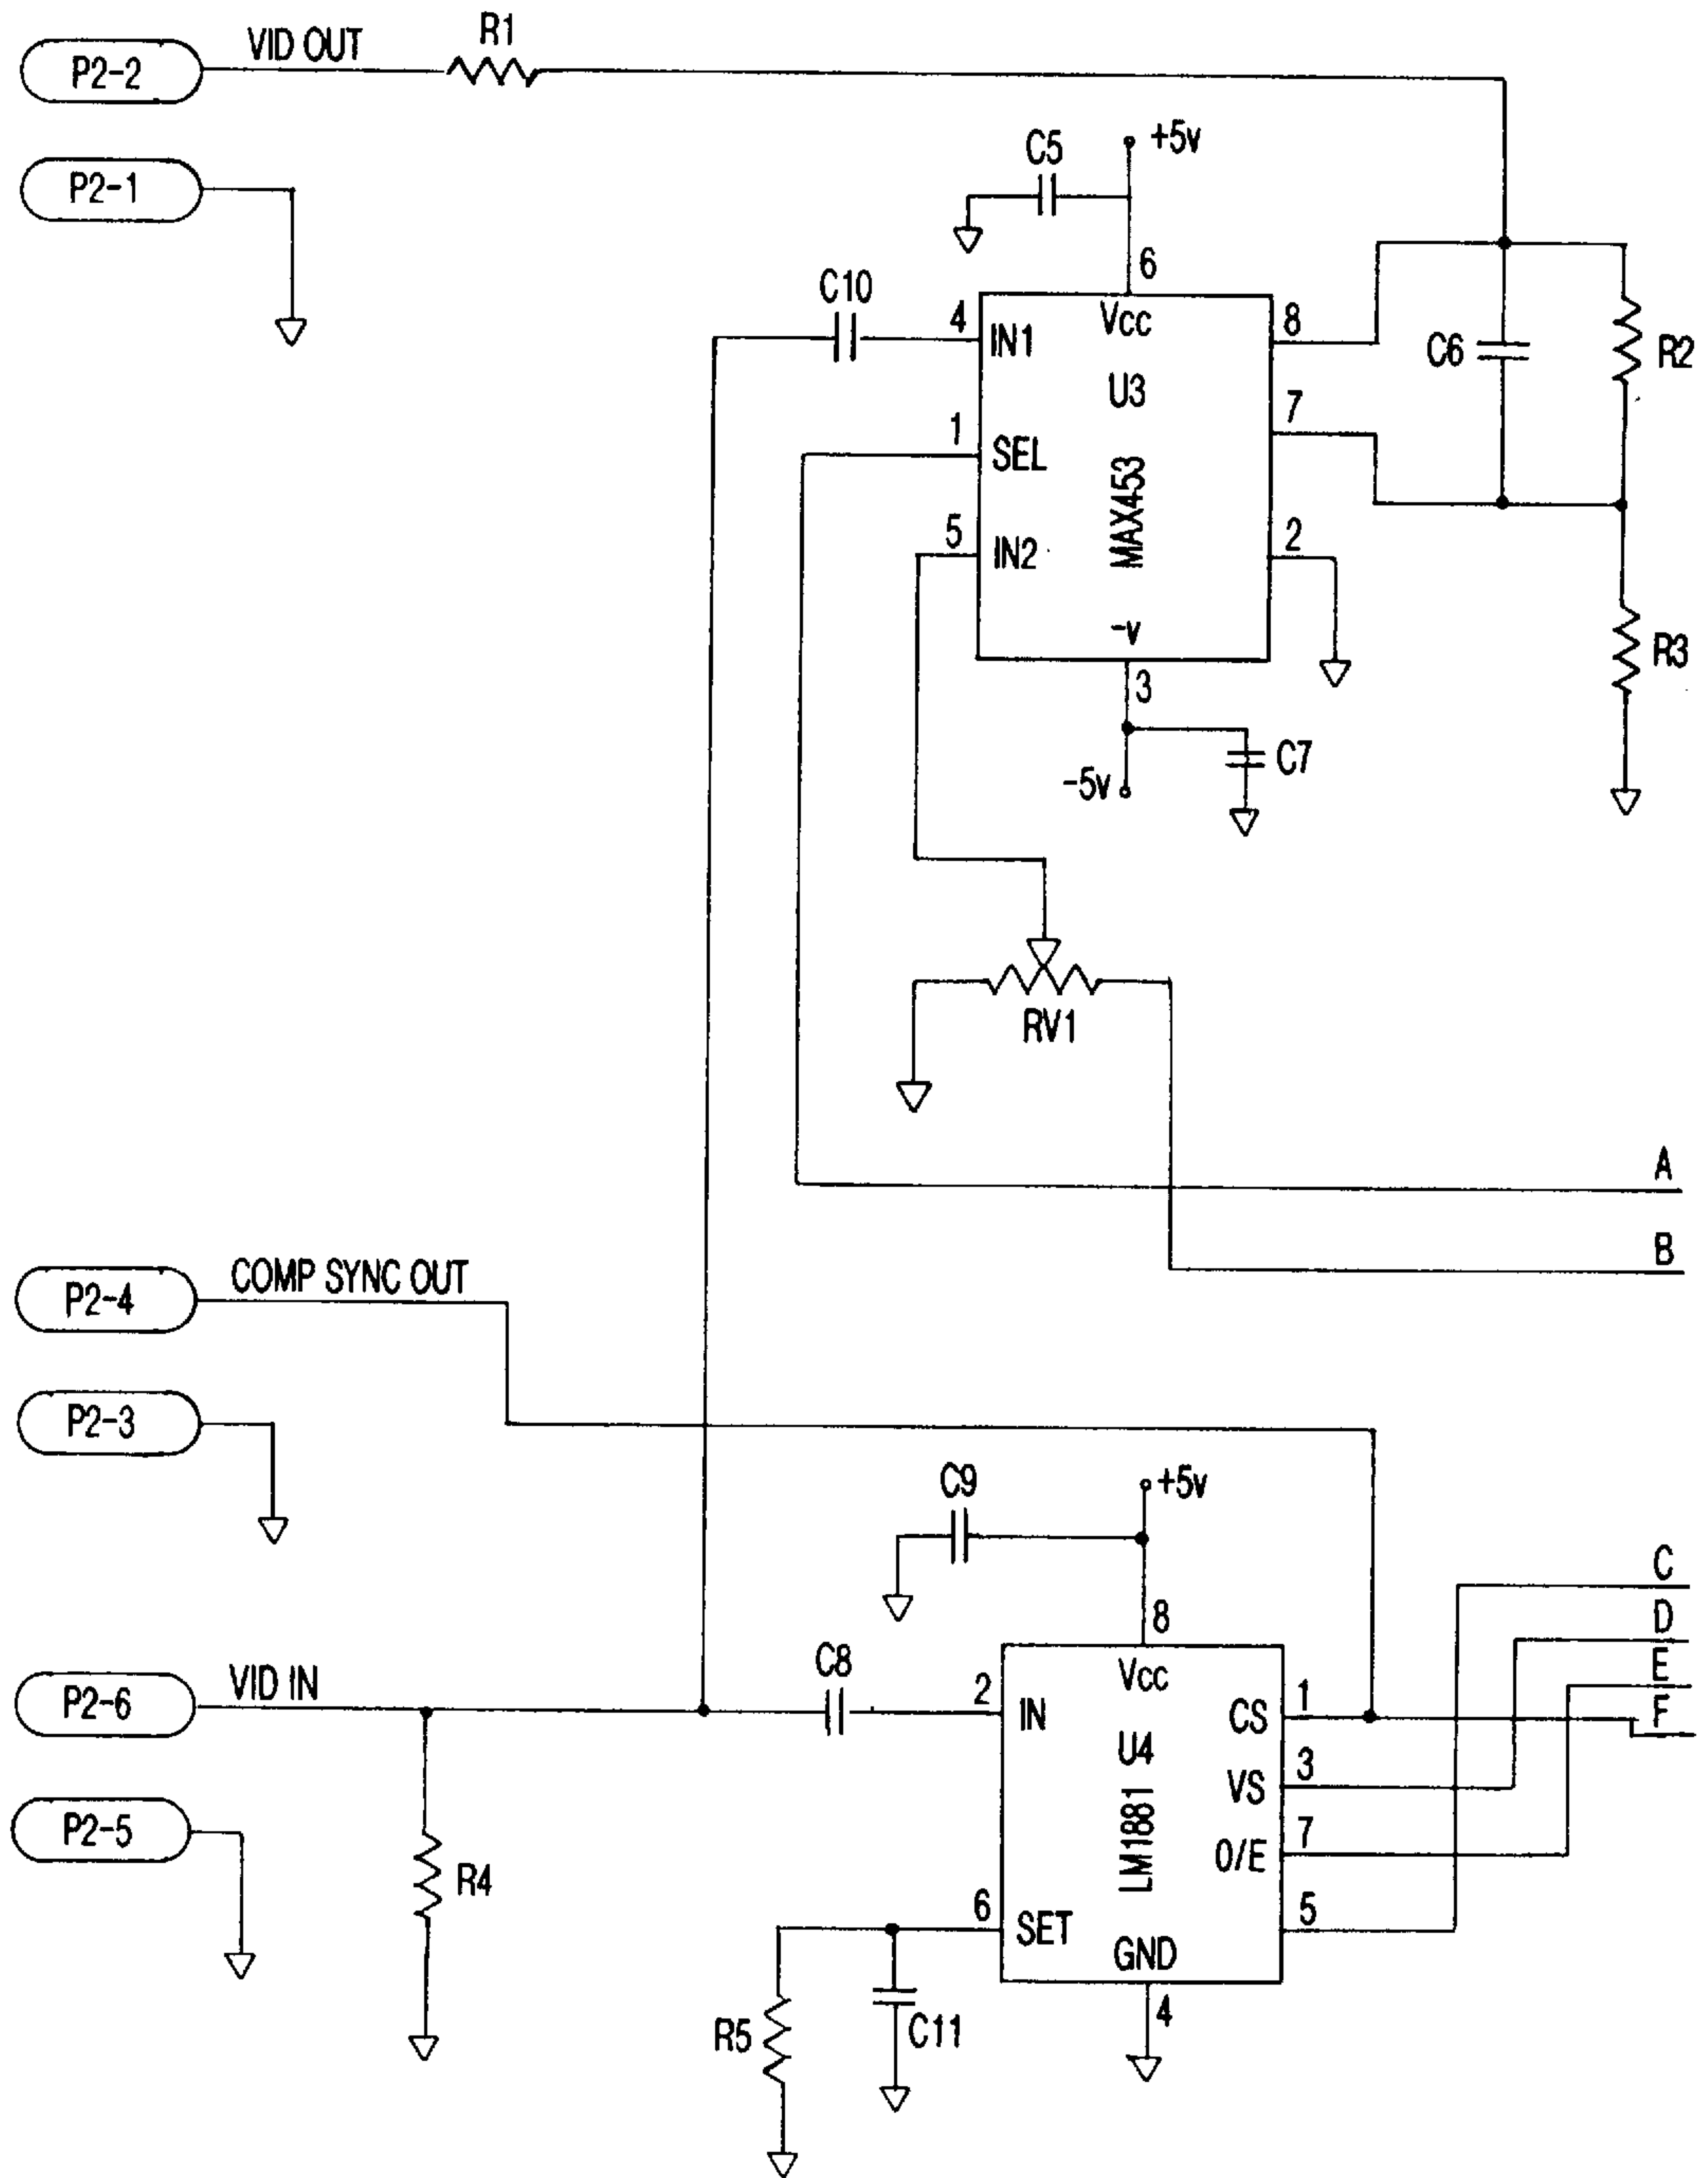 P2-2
VID OUT
R1
P2-1
C5
+5v
6
C10
4
IN1
Vcc
8
C6
R2
U3
1
SEL
7
MAX453
5
IN2
2
-v
R3
3
C7
-5v
RV1
A
B
P2-4
COMP SYNC OUT
P2-3
C9
+5v
8
C
D
E
F
P2-6
VID IN
C8
2
IN
Vcc
CS
1
U4
VS
3
P2-5
LM1881
0/E
7
R4
6
SET
5
GND
R5
C11
4